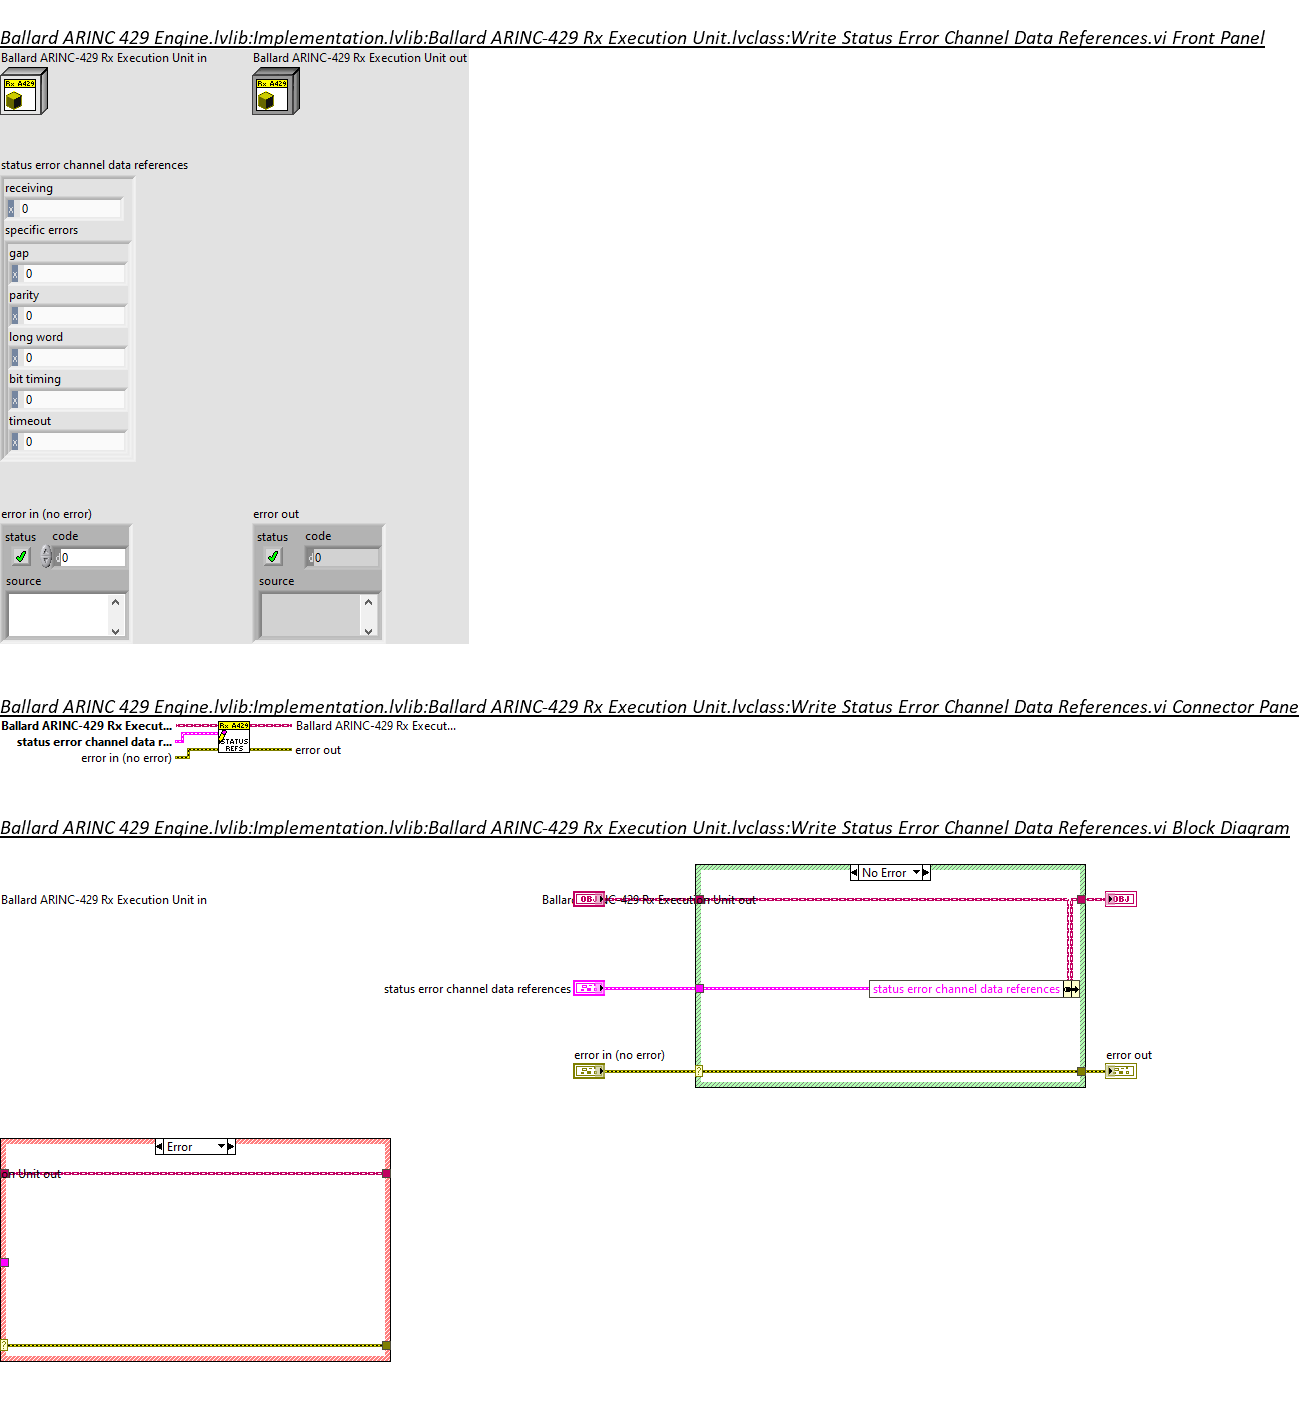 Ballard ARINC 429 Engine.lvlib:Implementation.lvlib:Ballard ARINC-429 Rx Execution Unit.lvclass:Write Status Error Channel Data References.vi Front Panel
Ballard ARINC-429 Rx Execution Unit in
Ballard ARINC-429 Rx Execution Unit out
Rx A429
Rx A429
status error channel data references
receiving
x 0
specific errors
gap
x 0
parity
x 0
long word
x 0
bit timing
x 0
timeout
x 0
error in (no error)
error out
status code
status code
d 0
d 0
source
source
Ballard ARINC 429 Engine.lvlib:Implementation.lvlib:Ballard ARINC-429 Rx Execution Unit.lvclass:Write Status Error Channel Data References.vi Connector Pane
Ballard ARINC-429 Rx Execut...
Rx A429
Ballard ARINC-429 Rx Execut...
status error channel data r...
STATUS
REFS
error in (no error)
error out
Ballard ARINC 429 Engine.lvlib:Implementation.lvlib:Ballard ARINC-429 Rx Execution Unit.lvclass:Write Status Error Channel Data References.vi Block Diagram
No Error
Ballard ARINC-429 Rx Execution Unit in
OBJ
C-429 Rx Execution Unit out
OBJ
status error channel data references
status error channel data references
error in (no error)
error out
?
Error
on Unit out
?